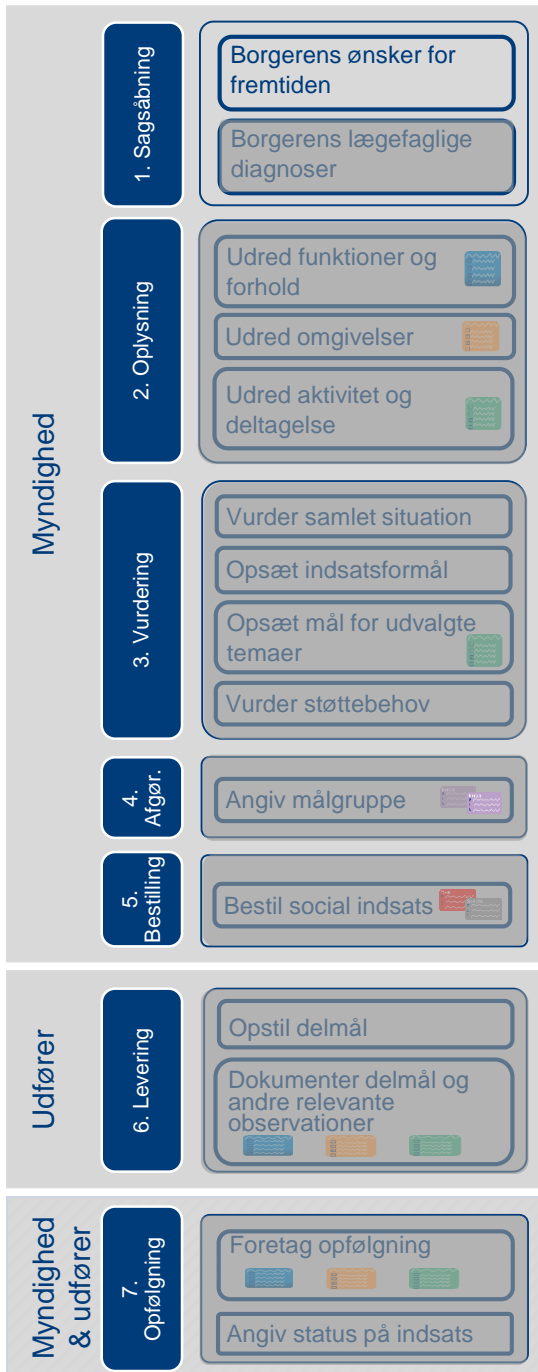 Myndighed
1. Sagsåbning
Borgerens ønsker for
fremtiden
Borgerens lægefaglige
diagnoser
2. Oplysning
Udred funktioner og
forhold
Udred omgivelser
Udred aktivitet og
deltagelse
3. Vurdering
Vurder samlet situation
Opsæt indsatsformål
Opsæt mål for udvalgte
temaer
Vurder støttebehov
4.
Afgør.
Angiv målgruppe
5.
Bestilling
Bestil social indsats
Udfører
6. Levering
Opstil delmål
Dokumenter delmål og
andre relevante
observationer
Myndighed
& udfører
7.
Opfølgning
Foretag opfølgning
Angiv status på indsats